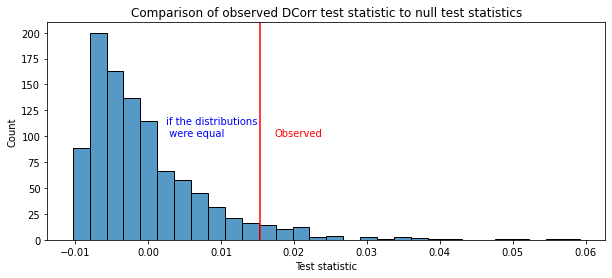 Comparison of observed DCorr test statistic to null test statistics
200
175
150
125
100
75
50
25
0
Count
if the distributions
were equal
Observed
−0.01
0.00
0.01
0.02
0.03
0.04
0.05
0.06
Test statistic